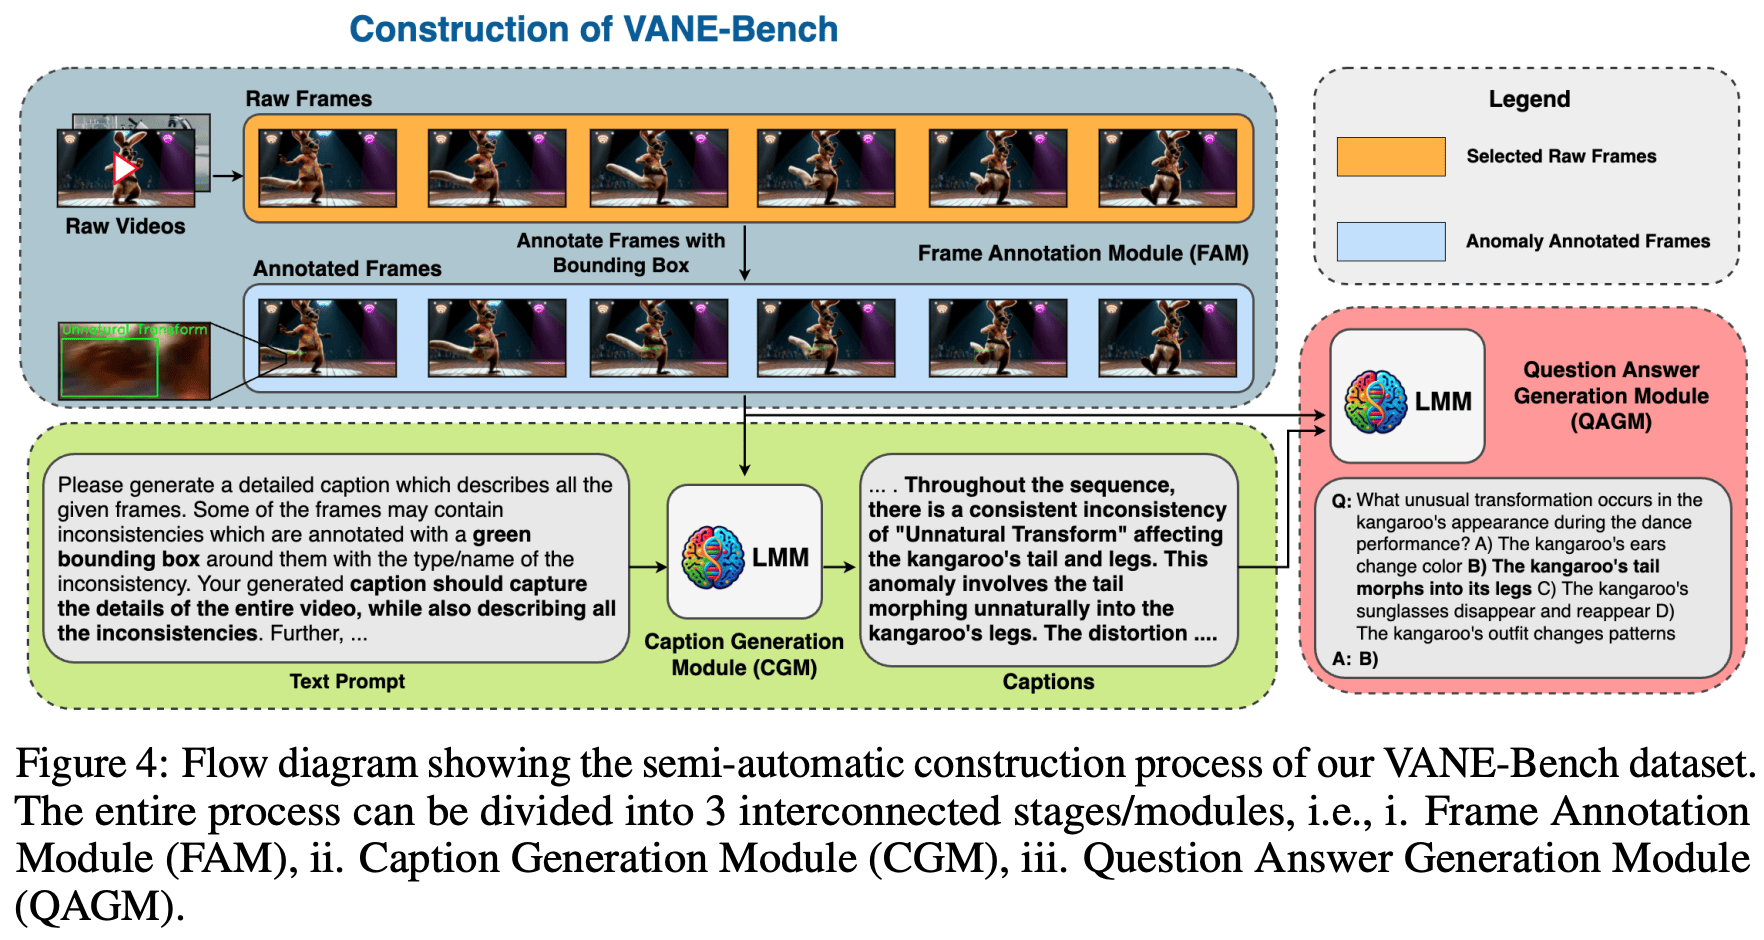 Construction of VANE-Bench
Raw Frames
Raw Videos
Annotate Frames with
Bounding Box
Frame Annotation Module (FAM)
Annotated Frames
Unnatural Transform
Legend
Selected Raw Frames
Anomaly Annotated Frames
Please generate a detailed caption which describes all the
given frames. Some of the frames may contain
inconsistencies which are annotated with a green
bounding box around them with the type/name of the
inconsistency. Your generated caption should capture
the details of the entire video, while also describing all
the inconsistencies. Further, ...
Text Prompt
LMM
Caption Generation
Module (CGM)
... . Throughout the sequence,
there is a consistent inconsistency
of "Unnatural Transform" affecting
the kangaroo's tail and legs. This
anomaly involves the tail
morphing unnaturally into the
kangaroo's legs. The distortion ....
Captions
LMM
Question Answer
Generation Module
(QAGM)
Q: What unusual transformation occurs in the
kangaroo's appearance during the dance
performance? A) The kangaroo's ears
change color B) The kangaroo's tail
morphs into its legs C) The kangaroo's
sunglasses disappear and reappear D)
The kangaroo's outfit changes patterns
A: B)
Figure 4: Flow diagram showing the semi-automatic construction process of our VANE-Bench dataset.
The entire process can be divided into 3 interconnected stages/modules, i.e., i. Frame Annotation
Module (FAM), ii. Caption Generation Module (CGM), iii. Question Answer Generation Module
(QAGM).